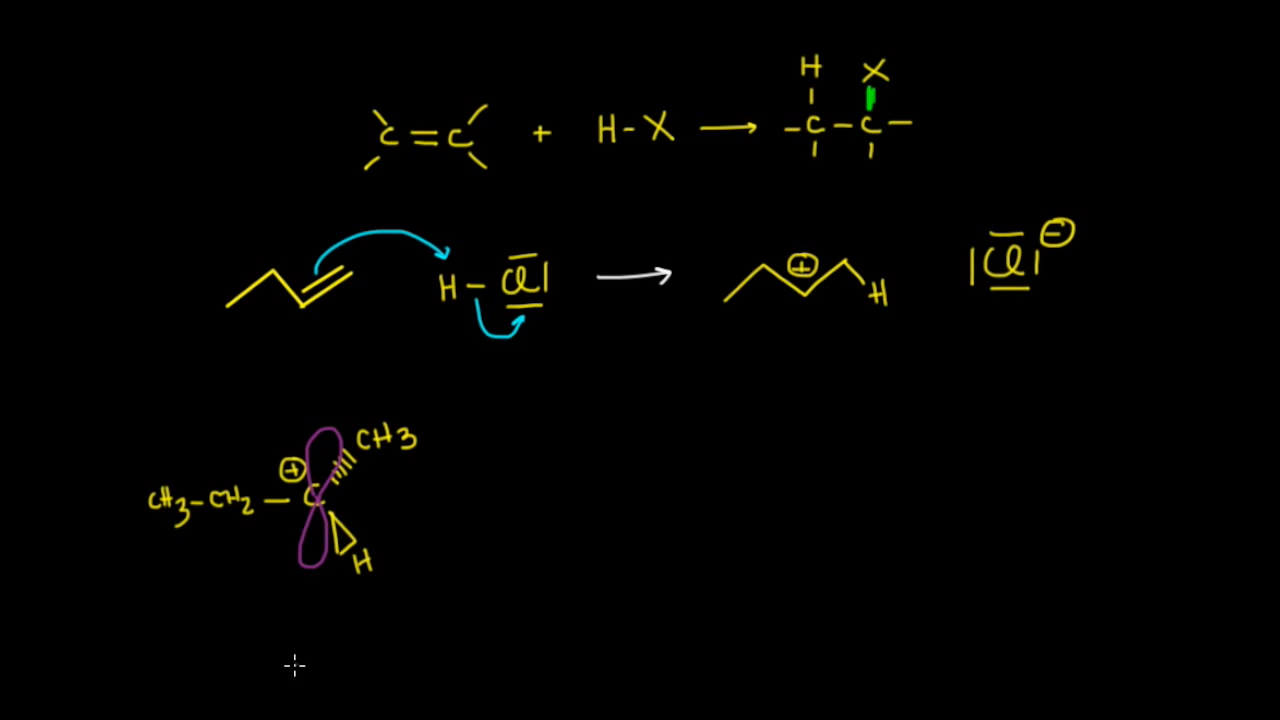 C=C + H-X → H X
-C-C-
H-Cl → ⊕ H |Cl| ⊖
⊕ CH3
CH3-CH2-C
H